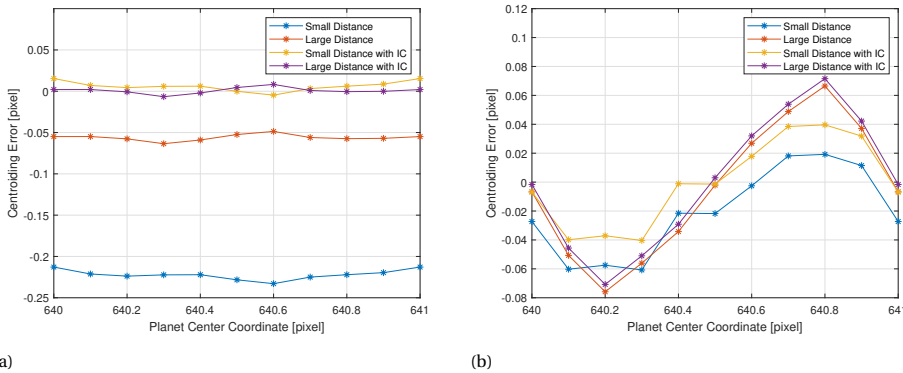 0.05
0
-0.05
-0.1
-0.15
-0.2
-0.25
640
640.2
640.4
640.6
640.8
641
Centroiding Error [pixel]
Planet Center Coordinate [pixel]
Small Distance
Large Distance
Small Distance with IC
Large Distance with IC
a)
0.12
0.1
0.08
0.06
0.04
0.02
0
-0.02
-0.04
-0.06
-0.08
640
640.2
640.4
640.6
640.8
641
Centroiding Error [pixel]
Planet Center Coordinate [pixel]
Small Distance
Large Distance
Small Distance with IC
Large Distance with IC
(b)